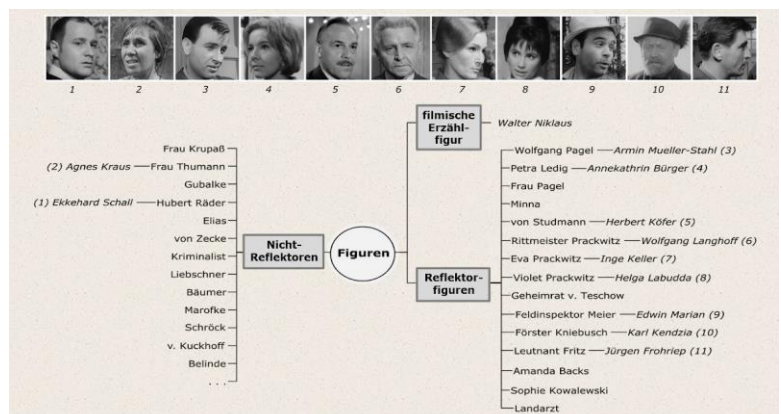 1 2 3 4 5 6 7 8 9 10 11
filmische
Erzähl-
figur
Walter Niklaus
Frau Krupaß
(2) Agnes Kraus Frau Thumann
Gubalke
(1) Ekkehard Schall Hubert Räder
Elias
von Zecke
Kriminalist
Liebschner
Bäumer
Marofke
Schröck
v. Kuckhoff
Belinde
. . .
Nicht-
Reflektoren
Figuren
Reflektor-
figuren
Wolfgang Pagel Armin Mueller-Stahl (3)
Petra Ledig Annekathrin Bürger (4)
Frau Pagel
Minna
von Studmann Herbert Köfer (5)
Rittmeister Prackwitz Wolfgang Langhoff (6)
Eva Prackwitz Inge Keller (7)
Violet Prackwitz Helga Labudda (8)
Geheimrat v. Teschow
Feldinspektor Meier Edwin Marian (9)
Förster Kniebusch Karl Kendzia (10)
Leutnant Fritz Jürgen Frohriep (11)
Amanda Backs
Sophie Kowalewski
Landarzt